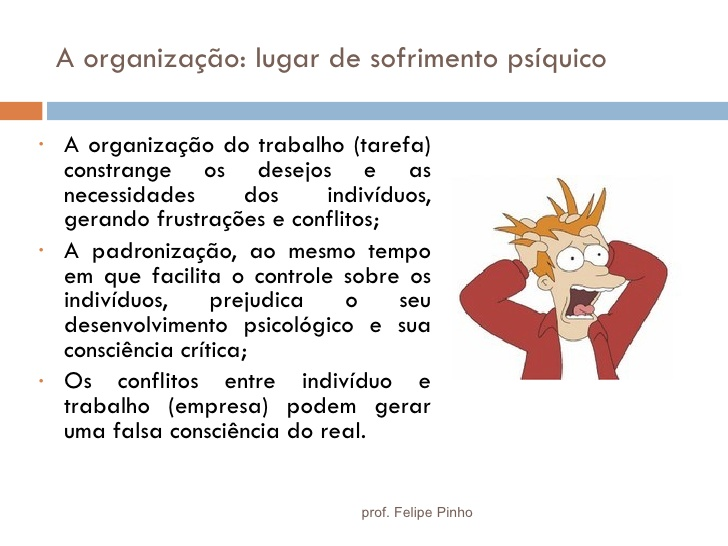 A organização: lugar de sofrimento psíquico
• A organização do trabalho (tarefa)
constrange os desejos e as
necessidades dos indivíduos,
gerando frustrações e conflitos;
• A padronização, ao mesmo tempo
em que facilita o controle sobre os
indivíduos, prejudica o seu
desenvolvimento psicológico e sua
consciência crítica;
• Os conflitos entre indivíduo e
trabalho (empresa) podem gerar
uma falsa consciência do real.
prof. Felipe Pinho